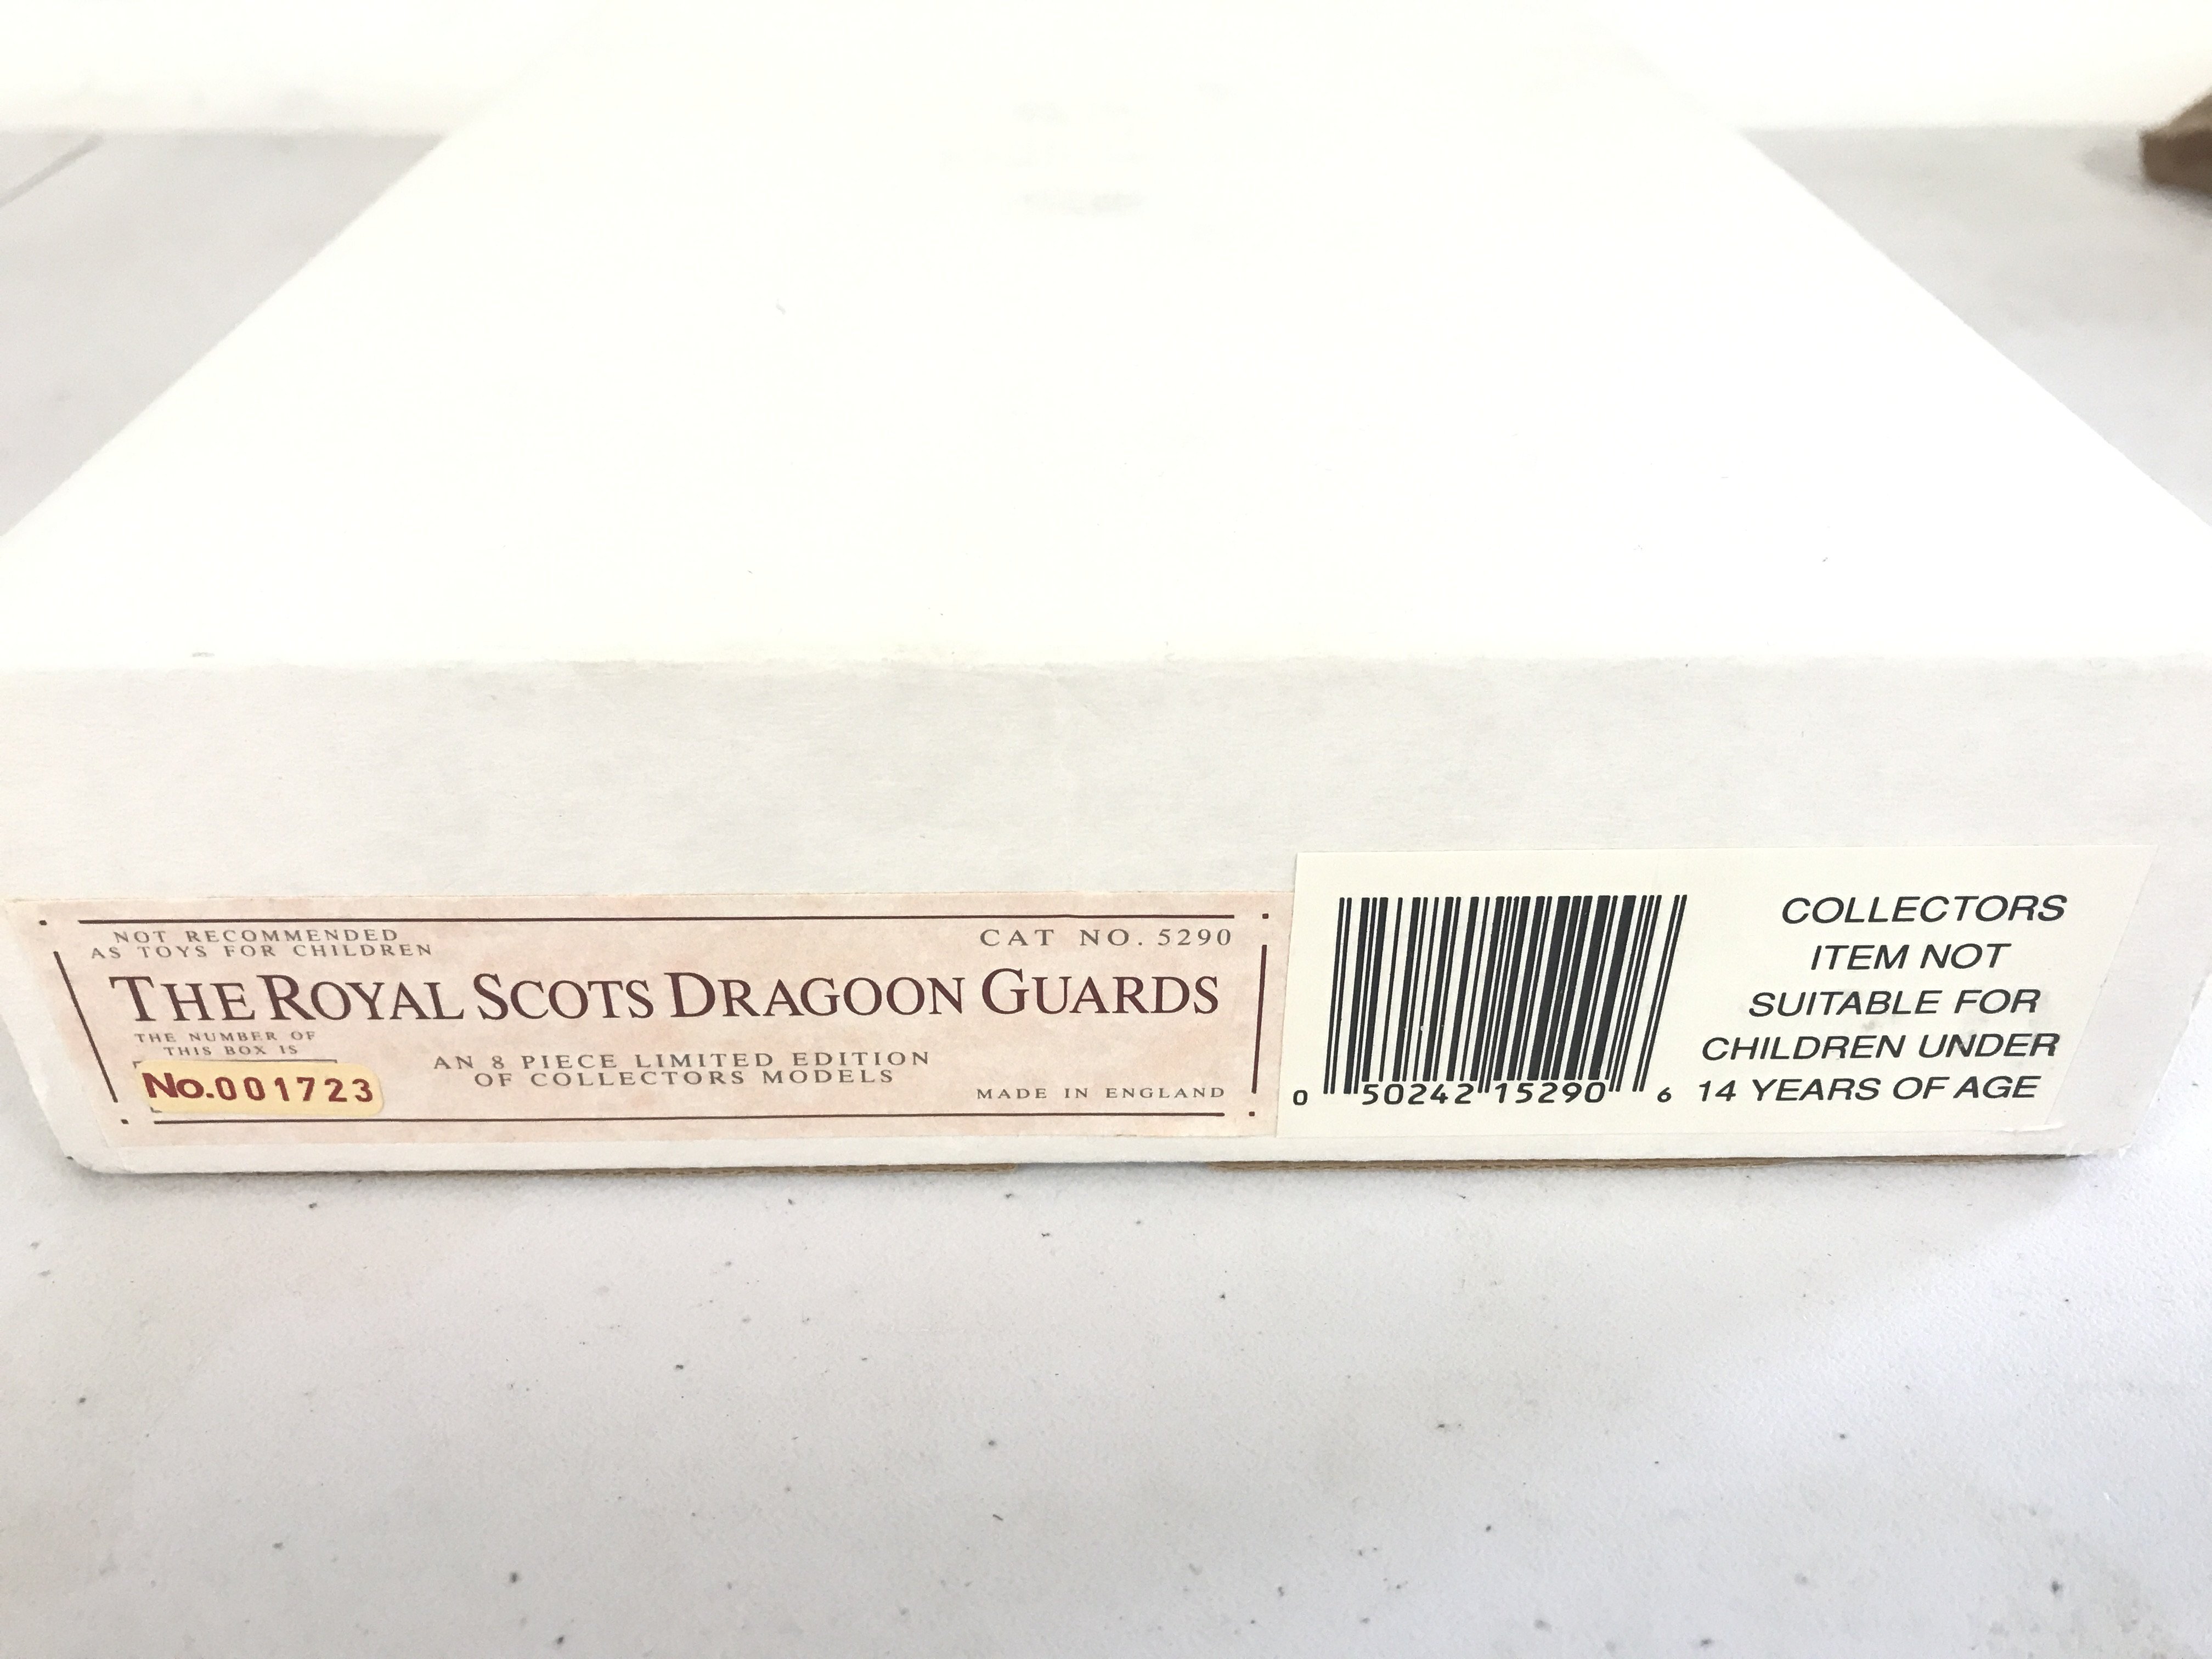 NOT RECOMMENDED
AS TOYS FOR CHILDREN
CAT NO. 5290
THE ROYAL SCOTS DRAGOON GUARDS
THE NUMBER OF
THIS BOX IS
No.001723
AN 8 PIECE LIMITED EDITION
OF COLLECTORS MODELS
MADE IN ENGLAND
0 50242 15290 6
COLLECTORS
ITEM NOT
SUITABLE FOR
CHILDREN UNDER
14 YEARS OF AGE